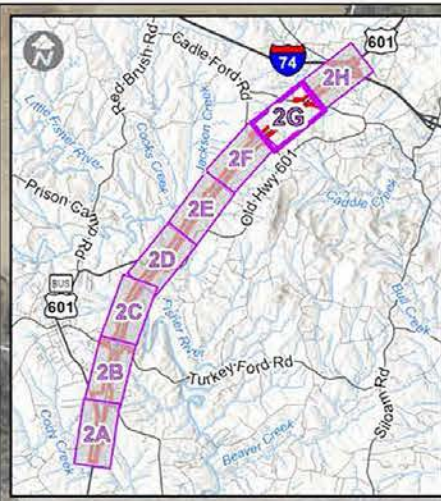 N
Cadle Ford Rd
Red Brush Rd
74
601
2H
Little Fisher River
Cooks Creek
Jackson Creek
2G
2F
Old Hwy 601
Caddle Creek
Prison Camp Rd
2E
2D
BUS
601
2C
Fisher River
Bull Creek
Turkey Ford Rd
2B
Siloam Rd
2A
Cody Creek
Beaver Creek